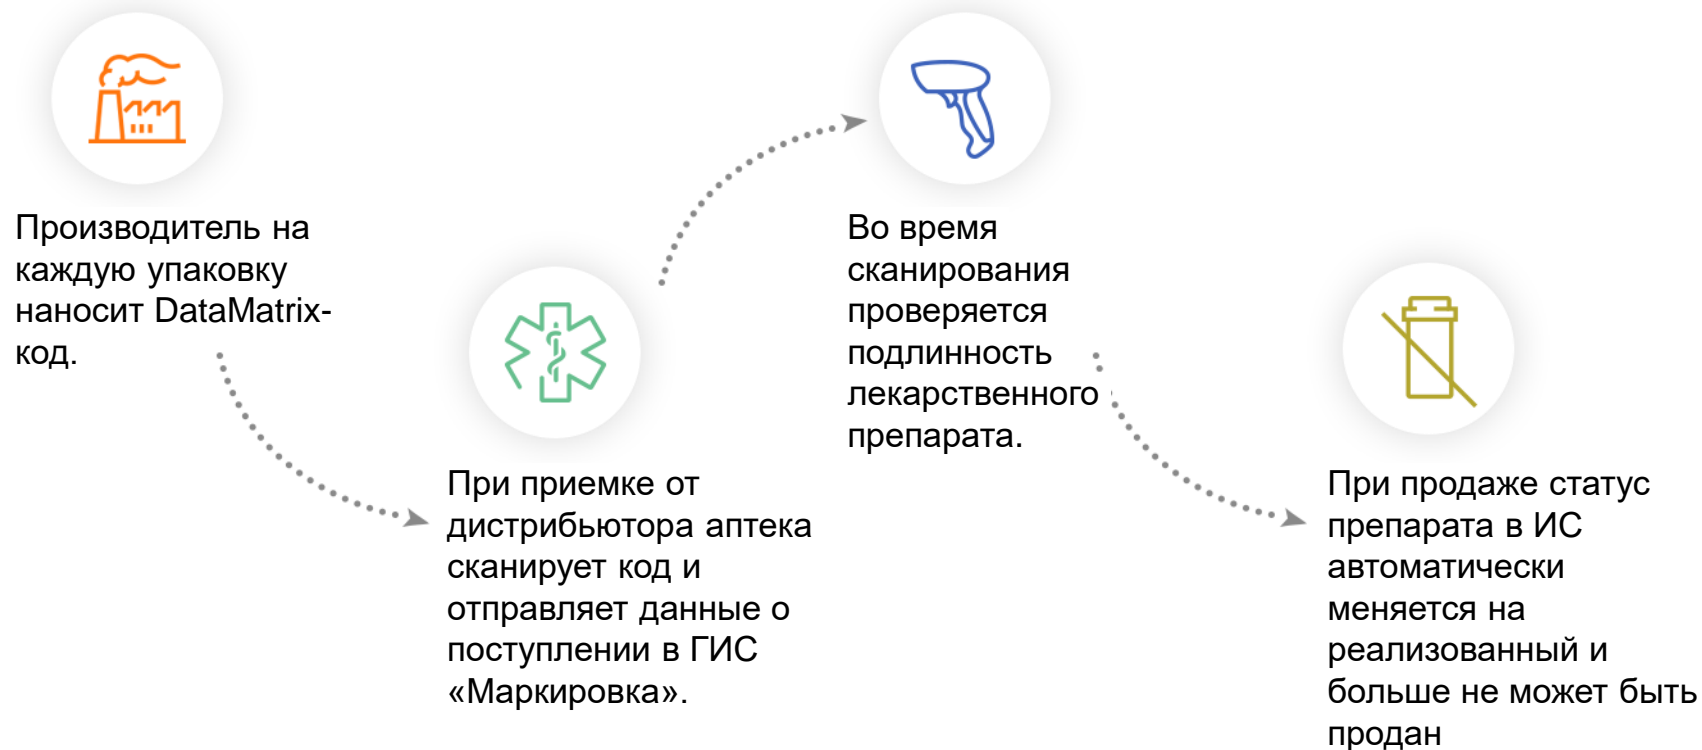 Производитель на
каждую упаковку
наносит DataMatrix-
код.
При приемке от
дистрибьютора аптека
сканирует код и
отправляет данные о
поступлении в ГИС
«Маркировка».
Во время
сканирования
проверяется
подлинность
лекарственного
препарата.
При продаже статус
препарата в ИС
автоматически
меняется на
реализованный и
больше не может быть
продан